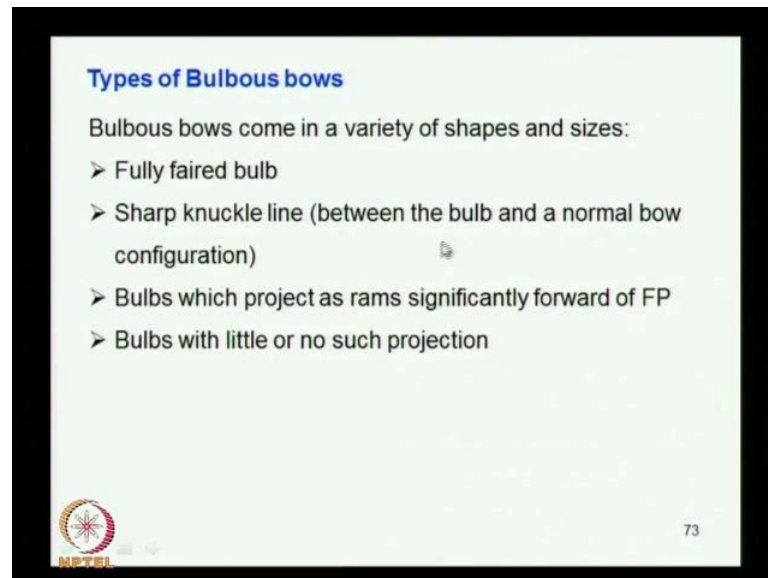 Types of Bulbous bows
Bulbous bows come in a variety of shapes and sizes:
➢ Fully faired bulb
➢ Sharp knuckle line (between the bulb and a normal bow
configuration)
➢ Bulbs which project as rams significantly forward of FP
➢ Bulbs with little or no such projection
73
NPTEL